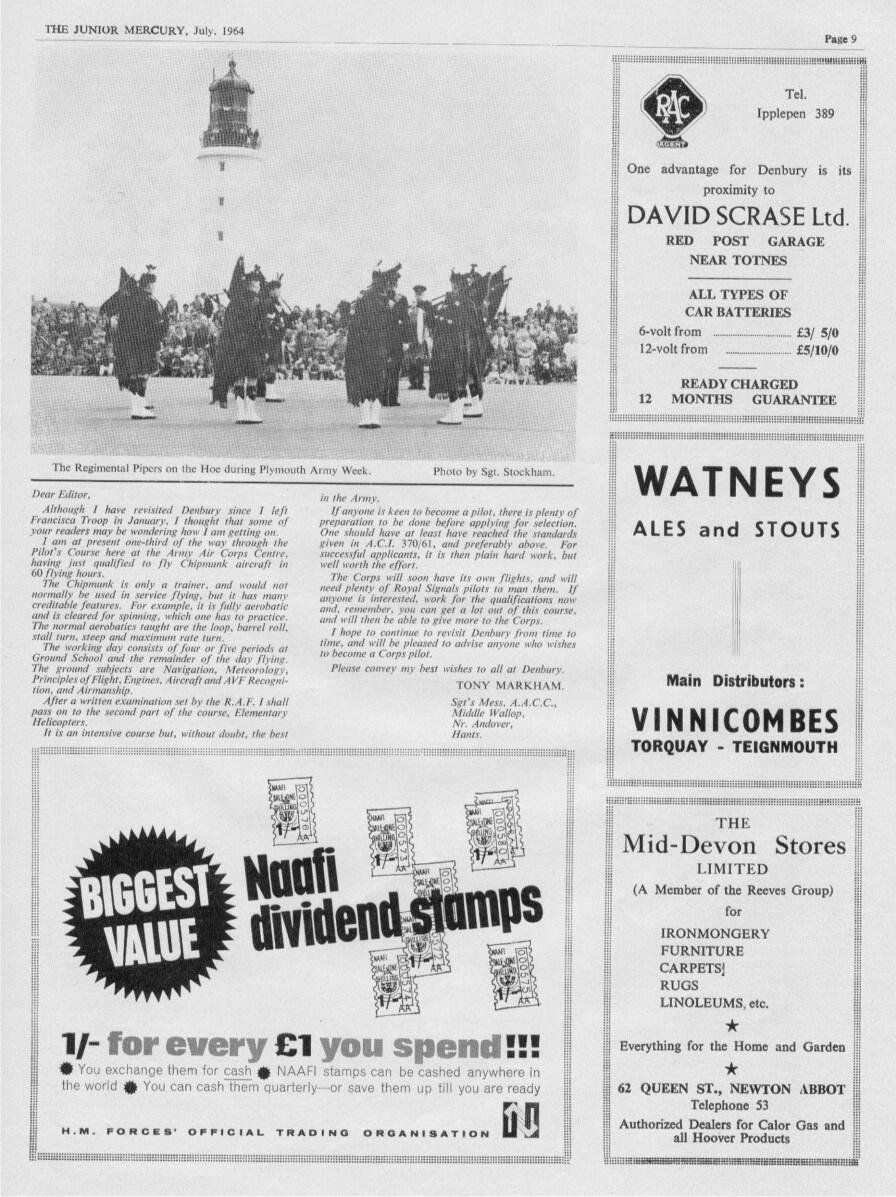 THE JUNIOR MERCURY, July, 1964
Page 9
The Regimental Pipers on the Hoe during Plymouth Army Week.
Photo by Sgt. Stockham.
Dear Editor,
Although I have revisited Denbury since I left
Francisca Troop in January, I thought that some of
your readers may be wondering how I am getting on.
I am at present one-third of the way through the
Pilot's Course here at the Army Air Corps Centre,
having just qualified to fly Chipmunk aircraft in
60 flying hours.
The Chipmunk is only a trainer, and would not
normally be used in service flying, but it has many
creditable features. For example, it is fully aerobatic
and is cleared for spinning, which one has to practice.
The normal aerobatics taught are the loop, barrel roll,
stall turn, steep and maximum rate turn.
The working day consists of four or five periods at
Ground School and the remainder of the day flying.
The ground subjects are Navigation, Meteorology,
Principles of Flight, Engines, Aircraft and AVF Recogni-
tion, and Airmanship.
After a written examination set by the R.A.F. I shall
pass on to the second part of the course, Elementary
Helicopters.
It is an intensive course but, without doubt, the best
in the Army.
If anyone is keen to become a pilot, there is plenty of
preparation to be done before applying for selection.
One should have at least have reached the standards
given in A.C.I. 370/61, and preferably above. For
successful applicants, it is then plain hard work, but
well worth the effort.
The Corps will soon have its own flights, and will
need plenty of Royal Signals pilots to man them. If
anyone is interested, work for the qualifications now
and, remember, you can get a lot out of this course,
and will then be able to give more to the Corps.
I hope to continue to revisit Denbury from time to
time, and will be pleased to advise anyone who wishes
to become a Corps pilot.
Please convey my best wishes to all at Denbury.
TONY MARKHAM.
Sgt's Mess, A.A.C.C.,
Middle Wallop,
Nr. Andover,
Hants.
BIGGEST
VALUE
Naafi
dividend stamps
1/- for every £1 you spend!!!
You exchange them for cash NAAFI stamps can be cashed anywhere in
the world You can cash them quarterly—or save them up till you are ready
H.M. FORCES' OFFICIAL TRADING ORGANISATION
RAC
AGENT
Tel.
Ipplepen 389
One advantage for Denbury is its
proximity to
DAVID SCRASE Ltd.
RED POST GARAGE
NEAR TOTNES
ALL TYPES OF
CAR BATTERIES
6-volt from .................... £3/ 5/0
12-volt from .................... £5/10/0
READY CHARGED
12 MONTHS GUARANTEE
WATNEYS
ALES and STOUTS
Main Distributors :
VINNICOMBES
TORQUAY - TEIGNMOUTH
THE
Mid-Devon Stores
LIMITED
(A Member of the Reeves Group)
for
IRONMONGERY
FURNITURE
CARPETS
RUGS
LINOLEUMS, etc.
★
Everything for the Home and Garden
★
62 QUEEN ST., NEWTON ABBOT
Telephone 53
Authorized Dealers for Calor Gas and
all Hoover Products